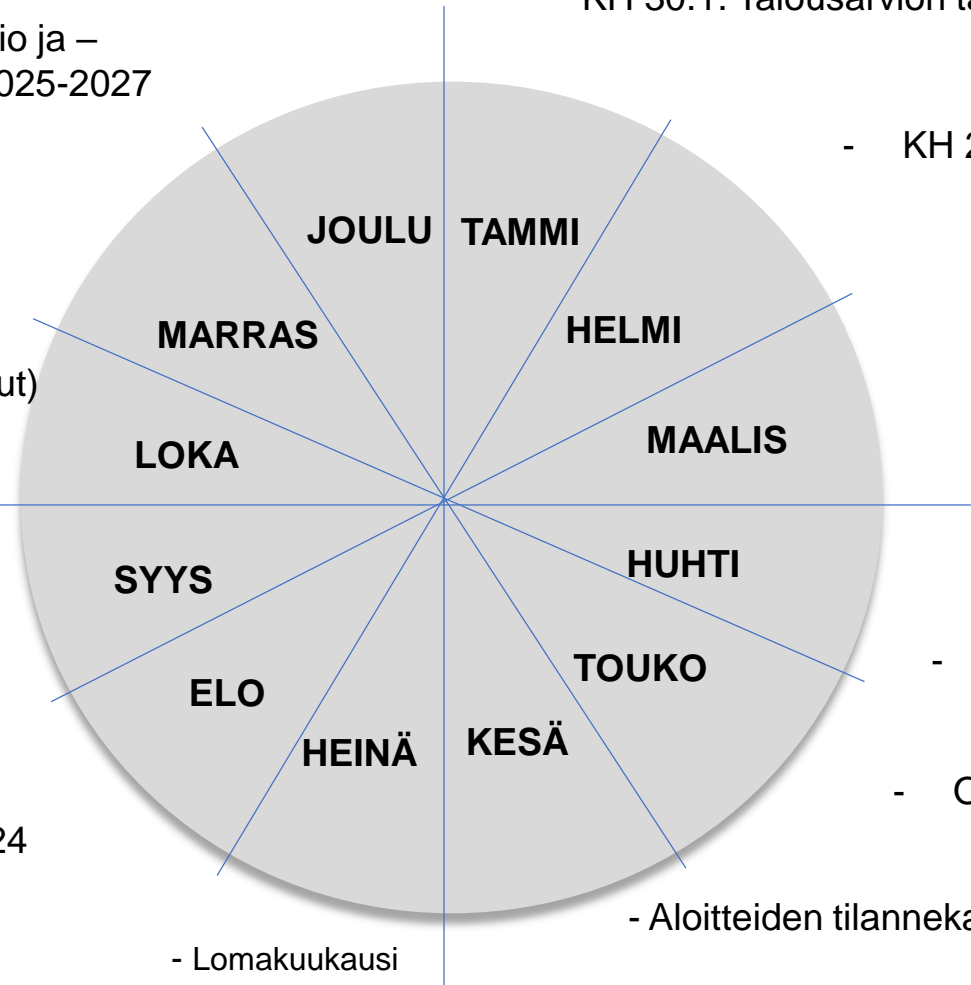 KH 30.1. Talousarvion ta
io ja –
025-2027
- KH 2
JOULU
TAMMI
MARRAS
HELMI
ut)
LOKA
MAALIS
SYYS
HUHTI
-
TOUKO
ELO
HEINÄ
KESÄ
- C
24
- Aloitteiden tilanneka
- Lomakuukausi